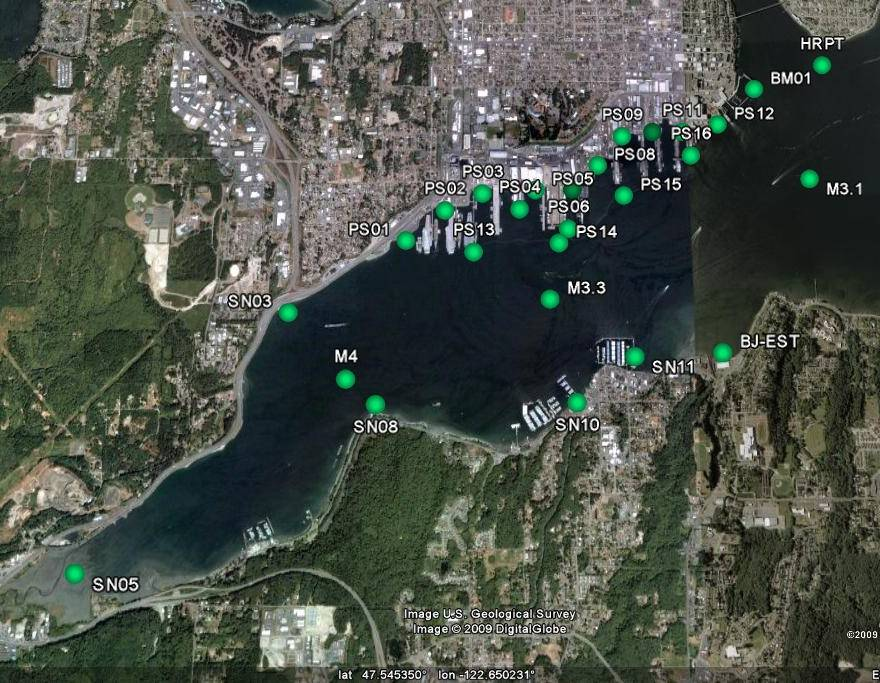 HRPT
BM01
PS09
PS11
PS12
PS16
PS08
PS03
PS04
PS05
PS15
M3.1
PS02
PS06
PS01
PS13
PS14
M3.3
SN03
BJ-EST
M4
SN11
SN08
SN10
SN05
Image U.S. Geological Survey
Image © 2009 DigitalGlobe
©2009
lat 47.545350° lon -122.650231°
E